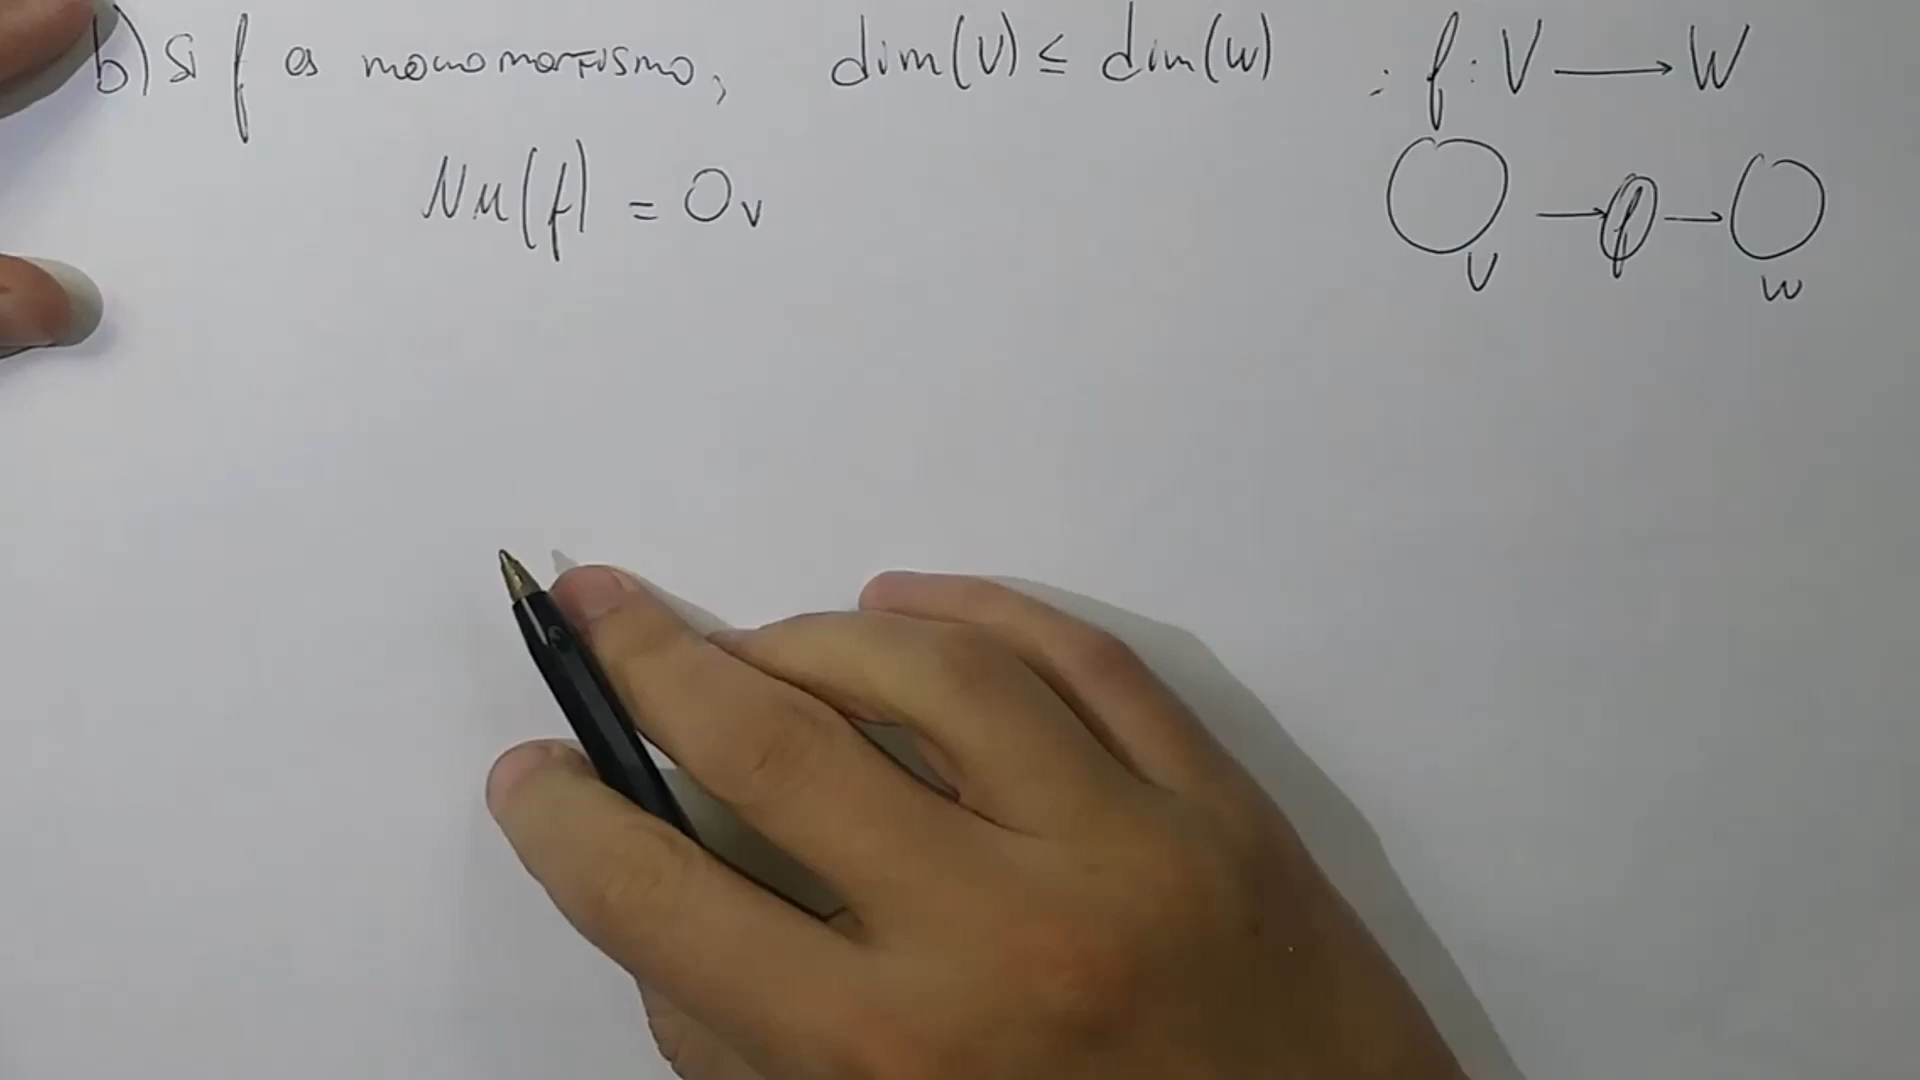 b) Si f es monomorfismo, dim(V) ≤ dim(W) : f : V ⟶ W
Nu(f) = 0v
→ f →
V W